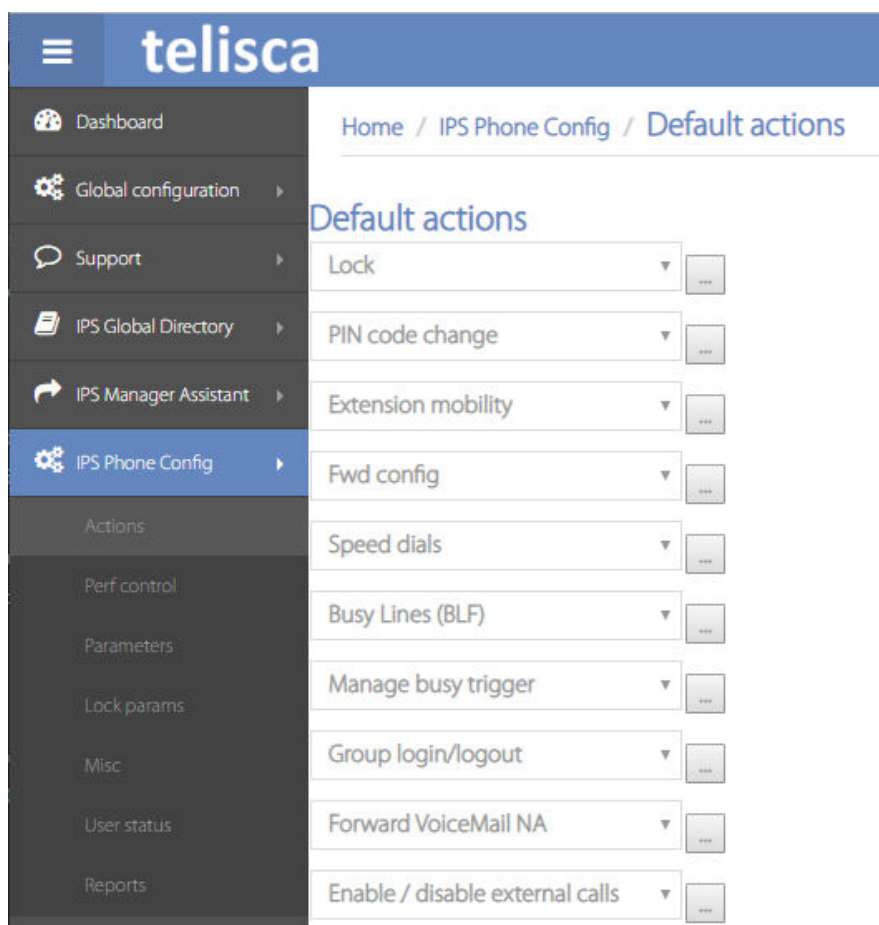 telisca
Dashboard
Global configuration
Support
IPS Global Directory
IPS Manager Assistant
IPS Phone Config
Actions
Perf control
Parameters
Lock params
Misc
User status
Reports
Home / IPS Phone Config / Default actions
Default actions
Lock
...
PIN code change
...
Extension mobility
...
Fwd config
...
Speed dials
...
Busy Lines (BLF)
...
Manage busy trigger
...
Group login/logout
...
Forward VoiceMail NA
...
Enable / disable external calls
...